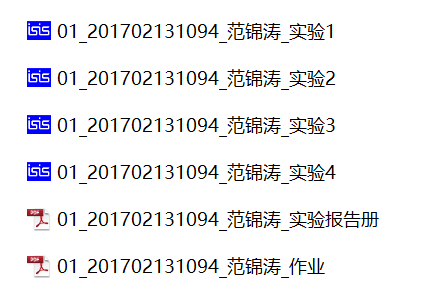 isis 01_201702131094_范锦涛_实验1
isis 01_201702131094_范锦涛_实验2
isis 01_201702131094_范锦涛_实验3
isis 01_201702131094_范锦涛_实验4
PDF 01_201702131094_范锦涛_实验报告册
PDF 01_201702131094_范锦涛_作业